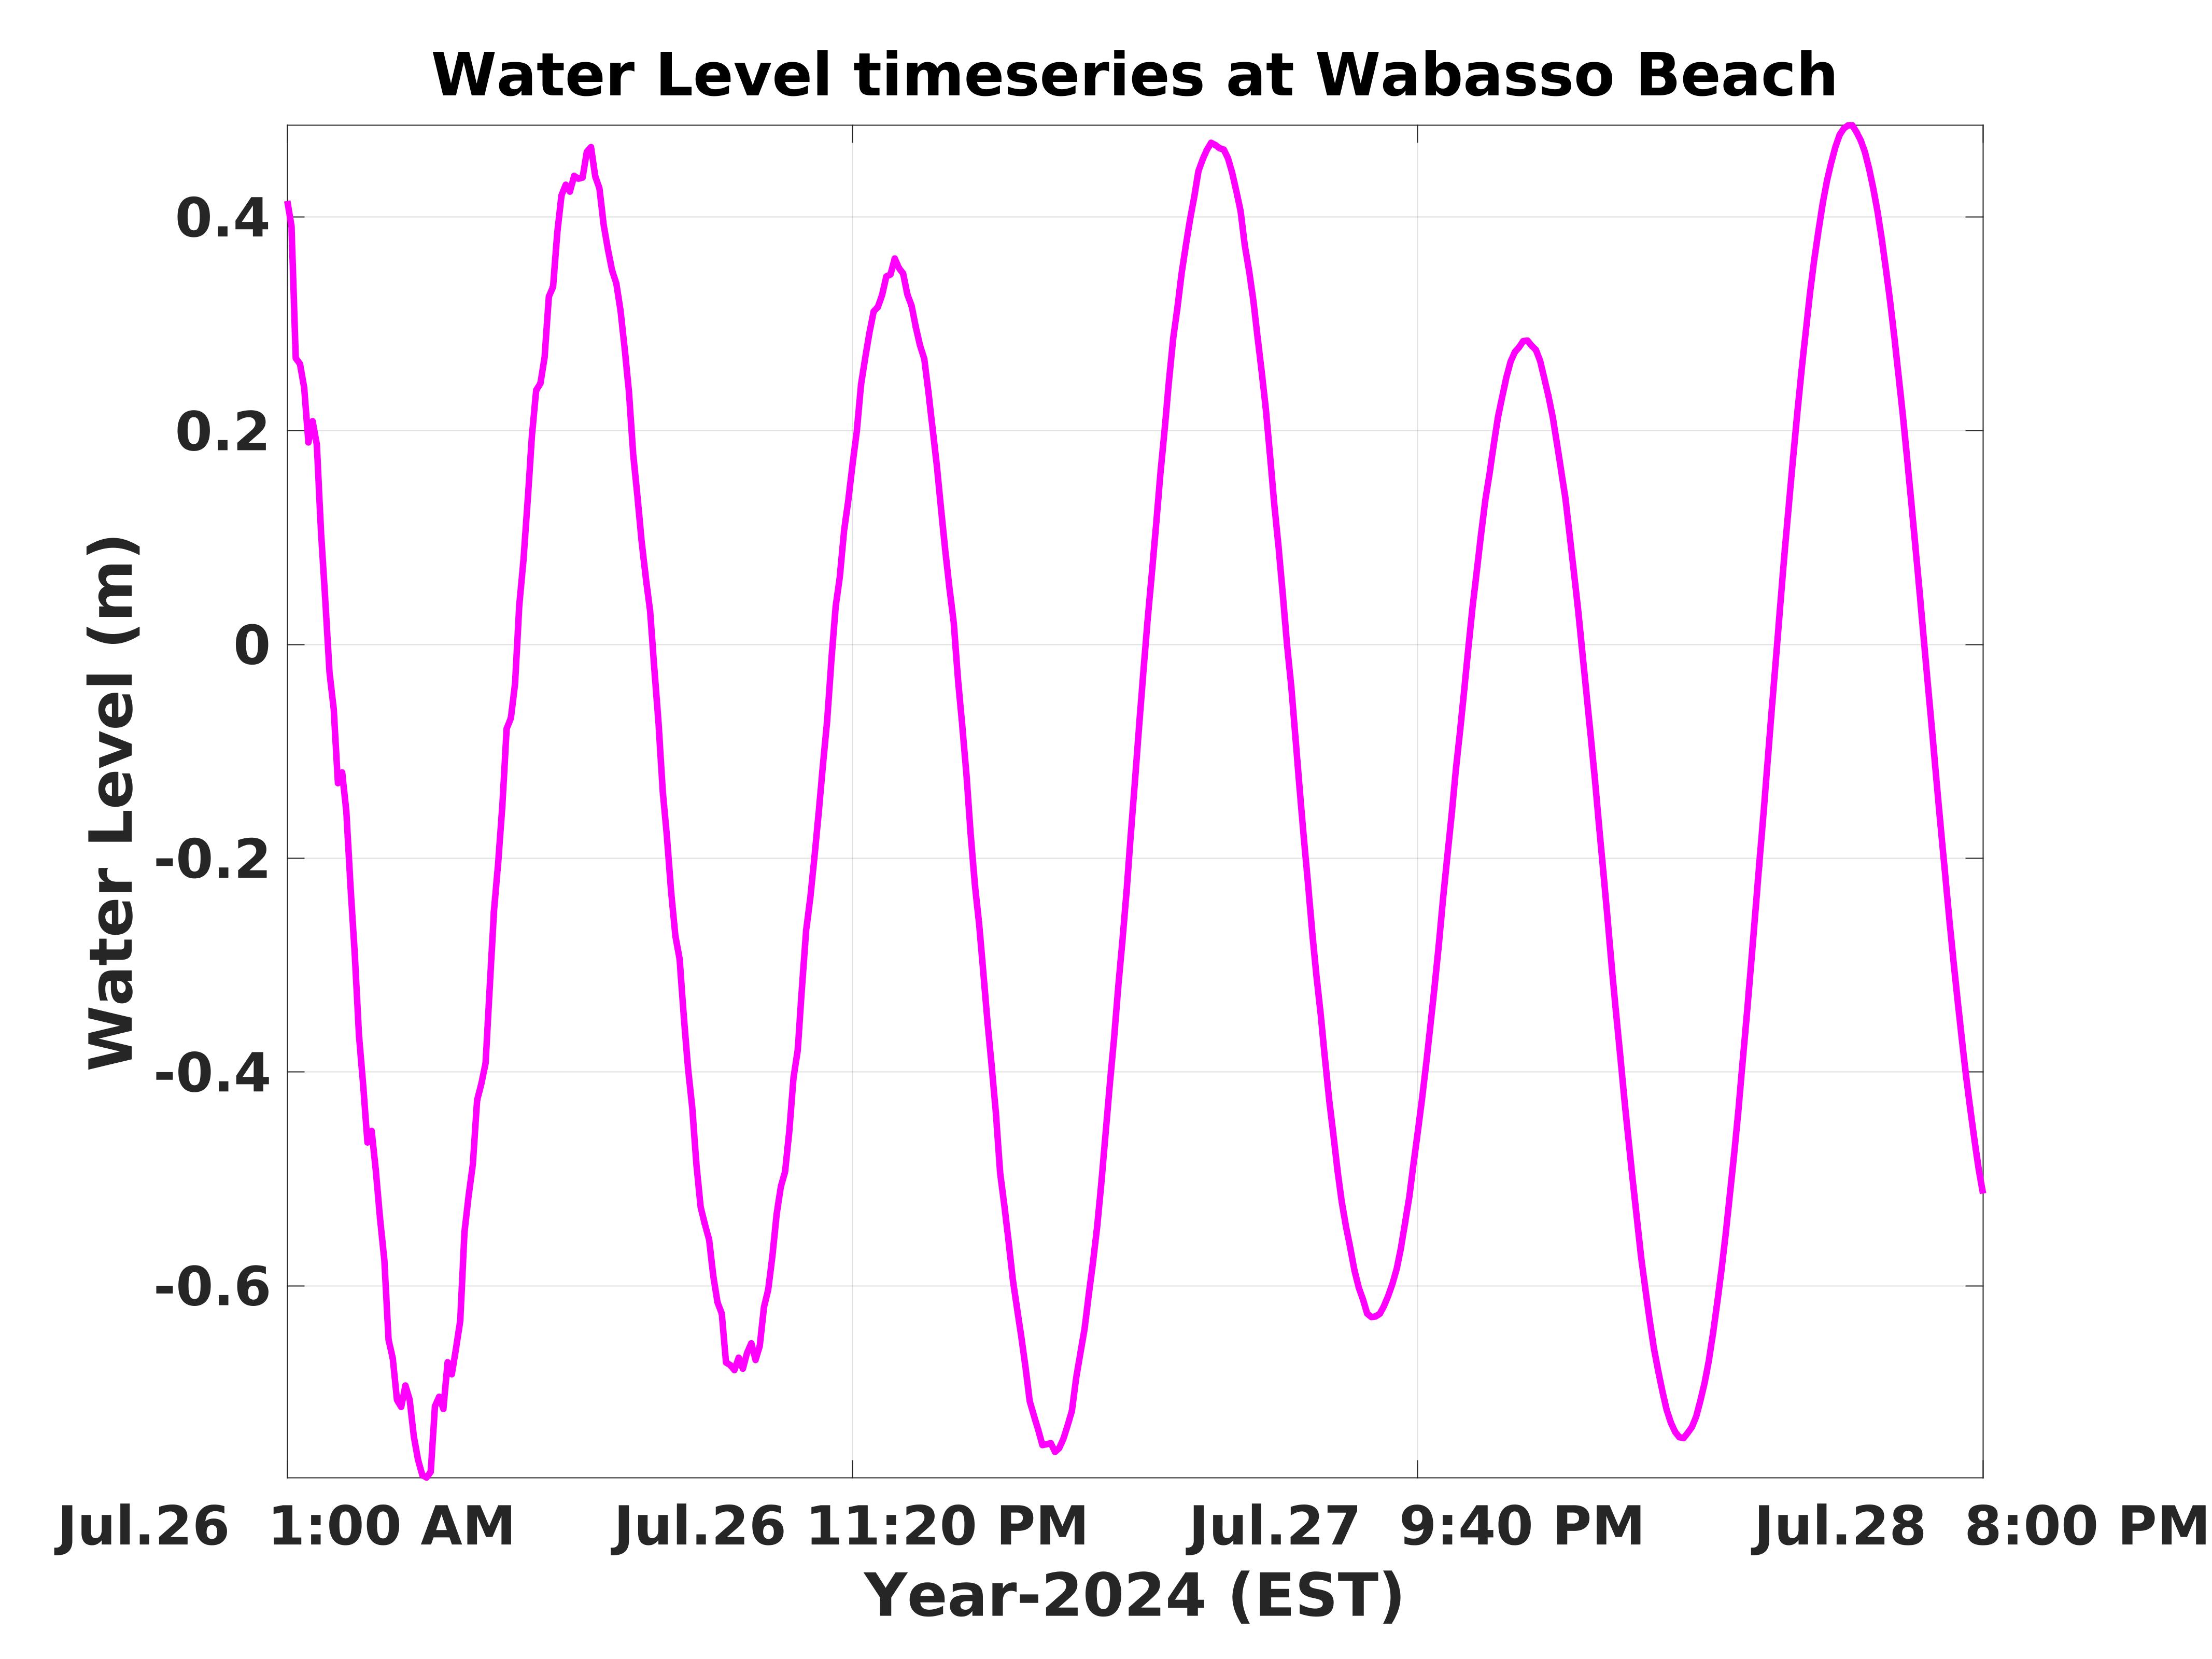 Water Level timeseries at Wabasso Beach
Water Level (m)
0.4
0.2
0
-0.2
-0.4
-0.6
Jul.26  1:00 AM
Jul.26 11:20 PM
Jul.27  9:40 PM
Jul.28  8:00 PM
Year-2024 (EST)